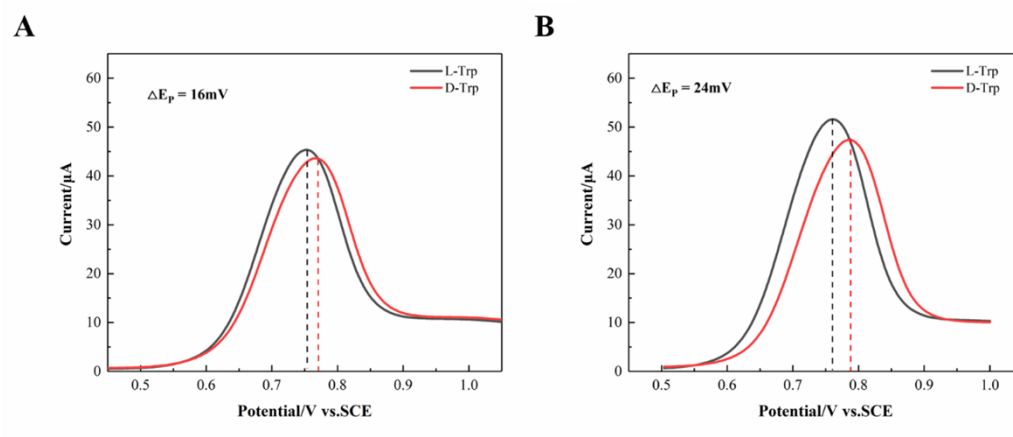 A
B
△EP = 16mV
L-Trp
D-Trp
△EP = 24mV
L-Trp
D-Trp
60
50
40
30
20
10
0
Current/μA
0.5 0.6 0.7 0.8 0.9 1.0
Potential/V vs.SCE
60
50
40
30
20
10
0
Current/μA
0.5 0.6 0.7 0.8 0.9 1.0
Potential/V vs.SCE